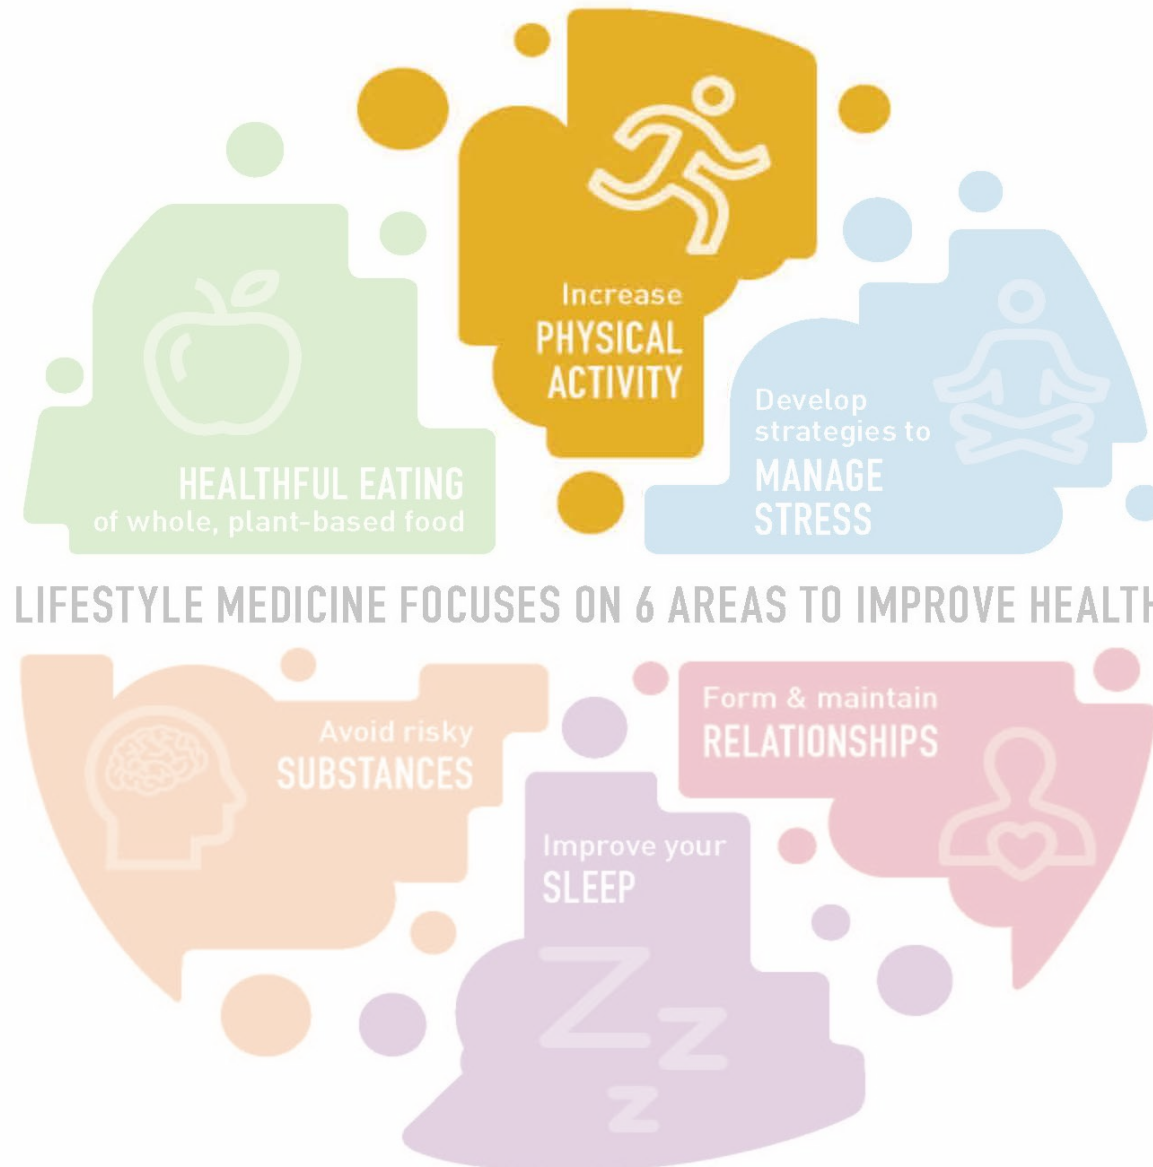 Increase
PHYSICAL
ACTIVITY
HEALTHFUL EATING
of whole, plant-based food
Develop
strategies to
MANAGE
STRESS
LIFESTYLE MEDICINE FOCUSES ON 6 AREAS TO IMPROVE HEALTH
Avoid risky
SUBSTANCES
Improve your
SLEEP
Z
Z
Z
Form & maintain
RELATIONSHIPS